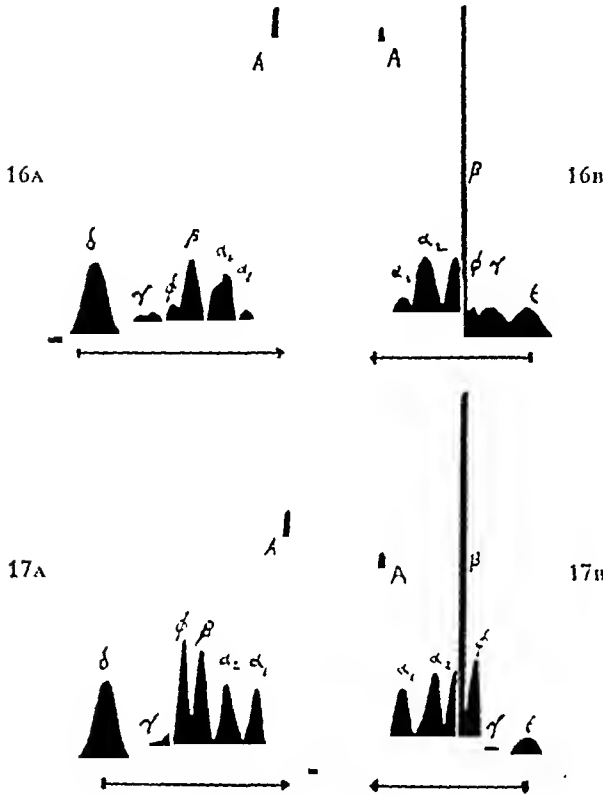 A A
16A β 16B
δ γ ϕ β α₂ α₁ α₁ α₂ ϕ γ ε
A A
17A β 17B
δ γ ϕ β α₂ α₁ α₁ α₂ ϕ γ ε